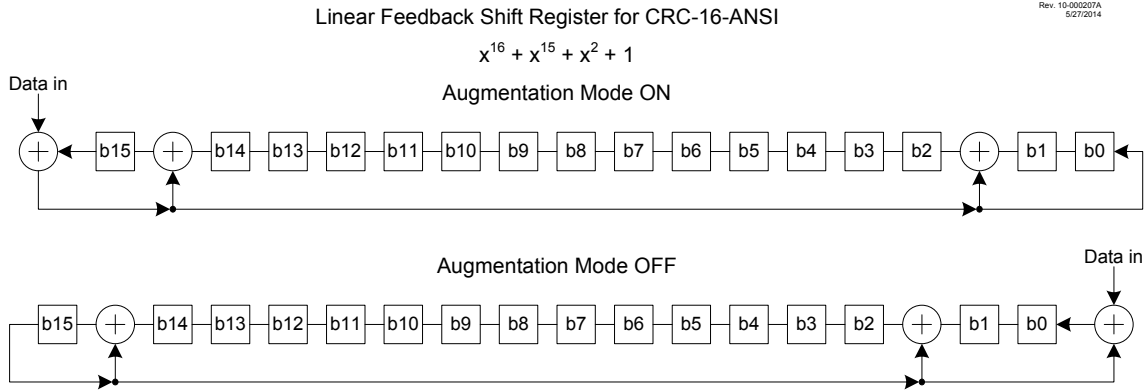 Linear Feedback Shift Register for CRC-16-ANSI
Rev. 10-000207A
5/27/2014
x¹⁶ + x¹⁵ + x² + 1
Data in
Augmentation Mode ON
+ b15 + b14 b13 b12 b11 b10 b9 b8 b7 b6 b5 b4 b3 b2 + b1 b0
Augmentation Mode OFF
Data in
b15 + b14 b13 b12 b11 b10 b9 b8 b7 b6 b5 b4 b3 b2 + b1 b0 +